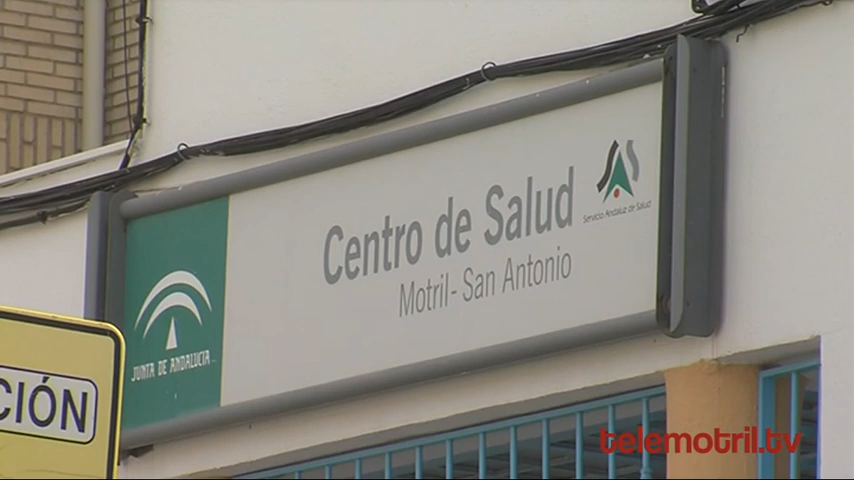 Centro de Salud
Motril - San Antonio
Servicio Andaluz de Salud
JUNTA DE ANDALUCIA
CIÓN
telemotril.tv